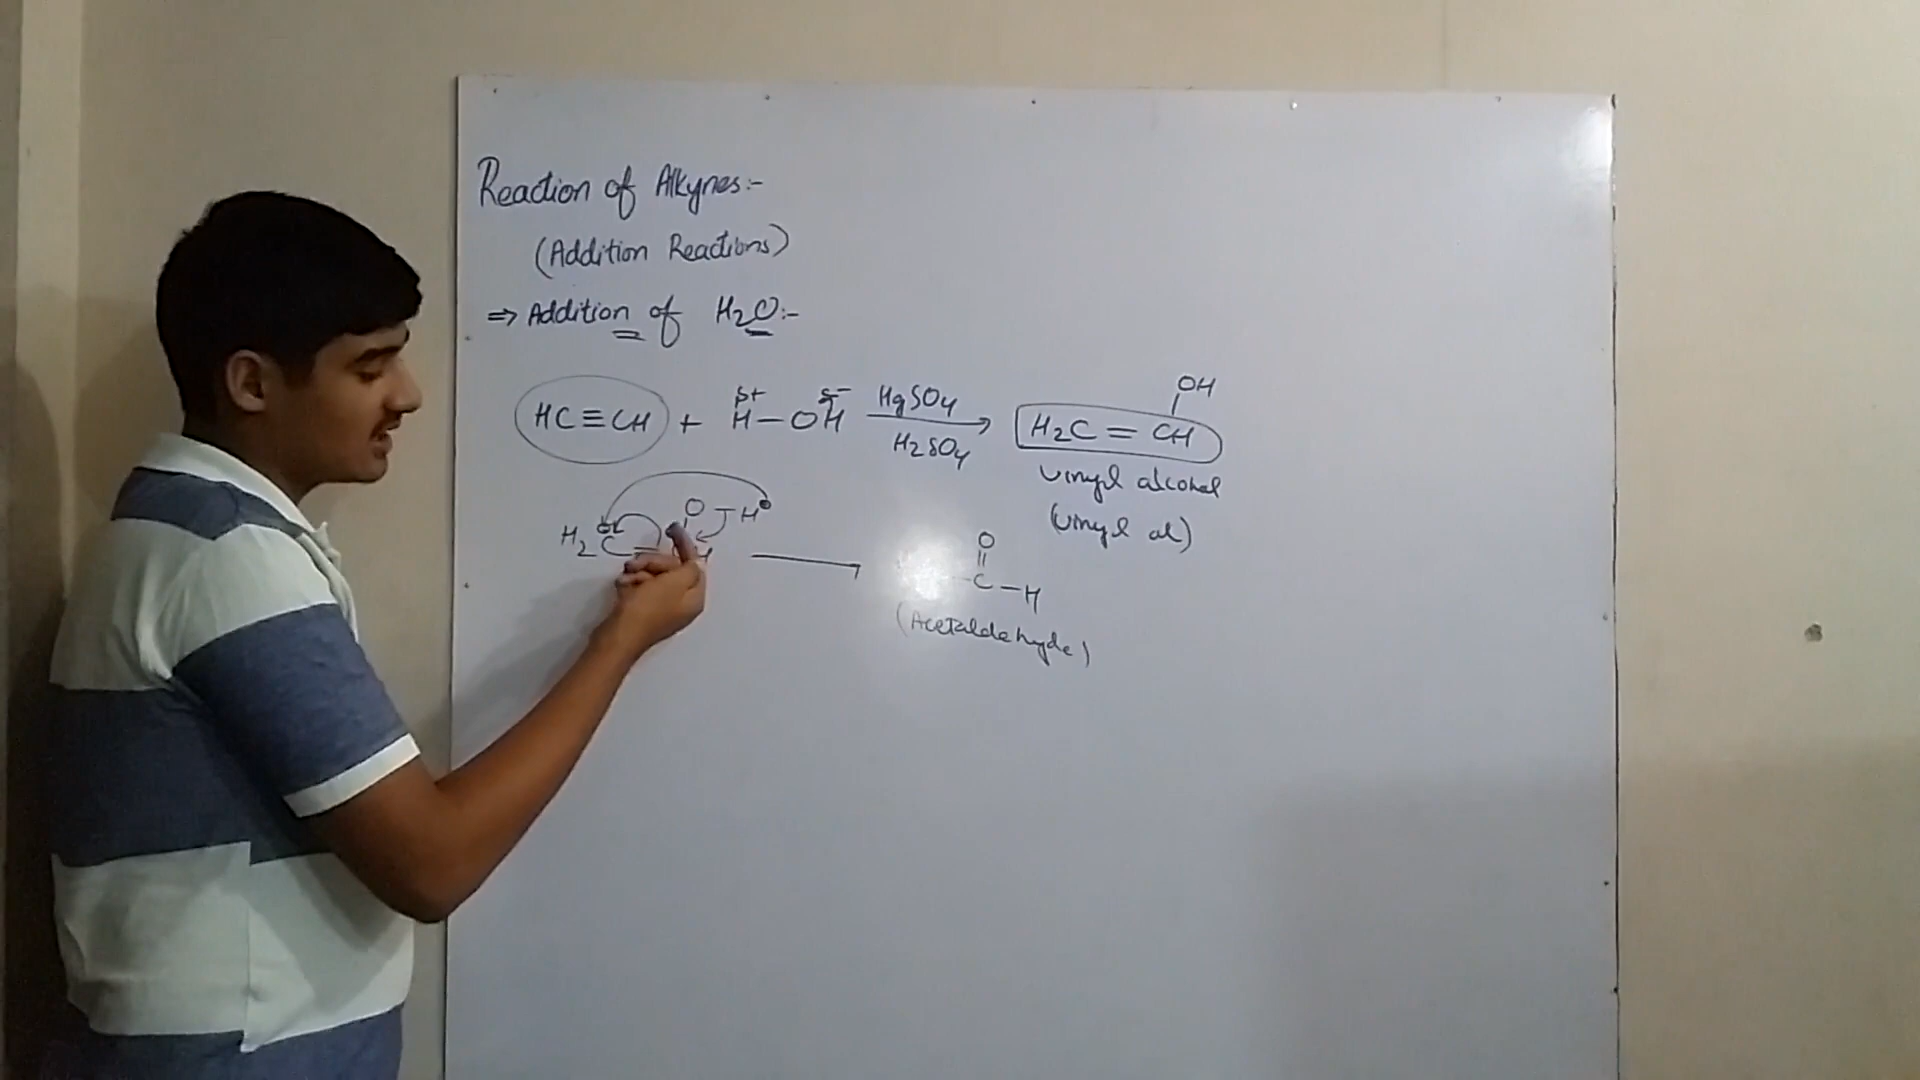 Reaction of Alkynes:-
(Addition Reactions)
⇒ Addition of H2O:-
HC≡CH + H—OH HgSO4 H2SO4 H2C=CH OH
δ+ δ-
vinyl alcohol
(vinyl al)
H2C O H
O
C—H
(Acetaldehyde)